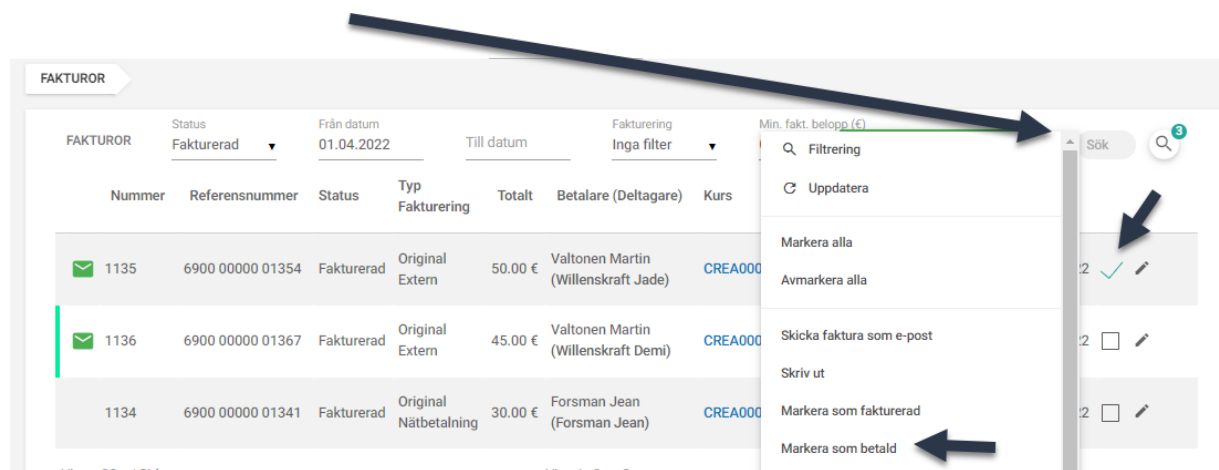 FAKTUROR
FAKTUROR
Status
Fakturerad
Från datum
01.04.2022
Till datum
Fakturering
Inga filter
Min. fakt. belopp (€)
Sök
3
Nummer Referensnummer Status Typ Fakturering Totalt Betalare (Deltagare) Kurs
1135 6900 00000 01354 Fakturerad Original Extern 50.00 € Valtonen Martin (Willenskraft Jade) CREA000
1136 6900 00000 01367 Fakturerad Original Extern 45.00 € Valtonen Martin (Willenskraft Demi) CREA000
1134 6900 00000 01341 Fakturerad Original Nätbetalning 30.00 € Forsman Jean (Forsman Jean) CREA000
Filtrering
Uppdatera
Markera alla
Avmarkera alla
Skicka faktura som e-post
Skriv ut
Markera som fakturerad
Markera som betald